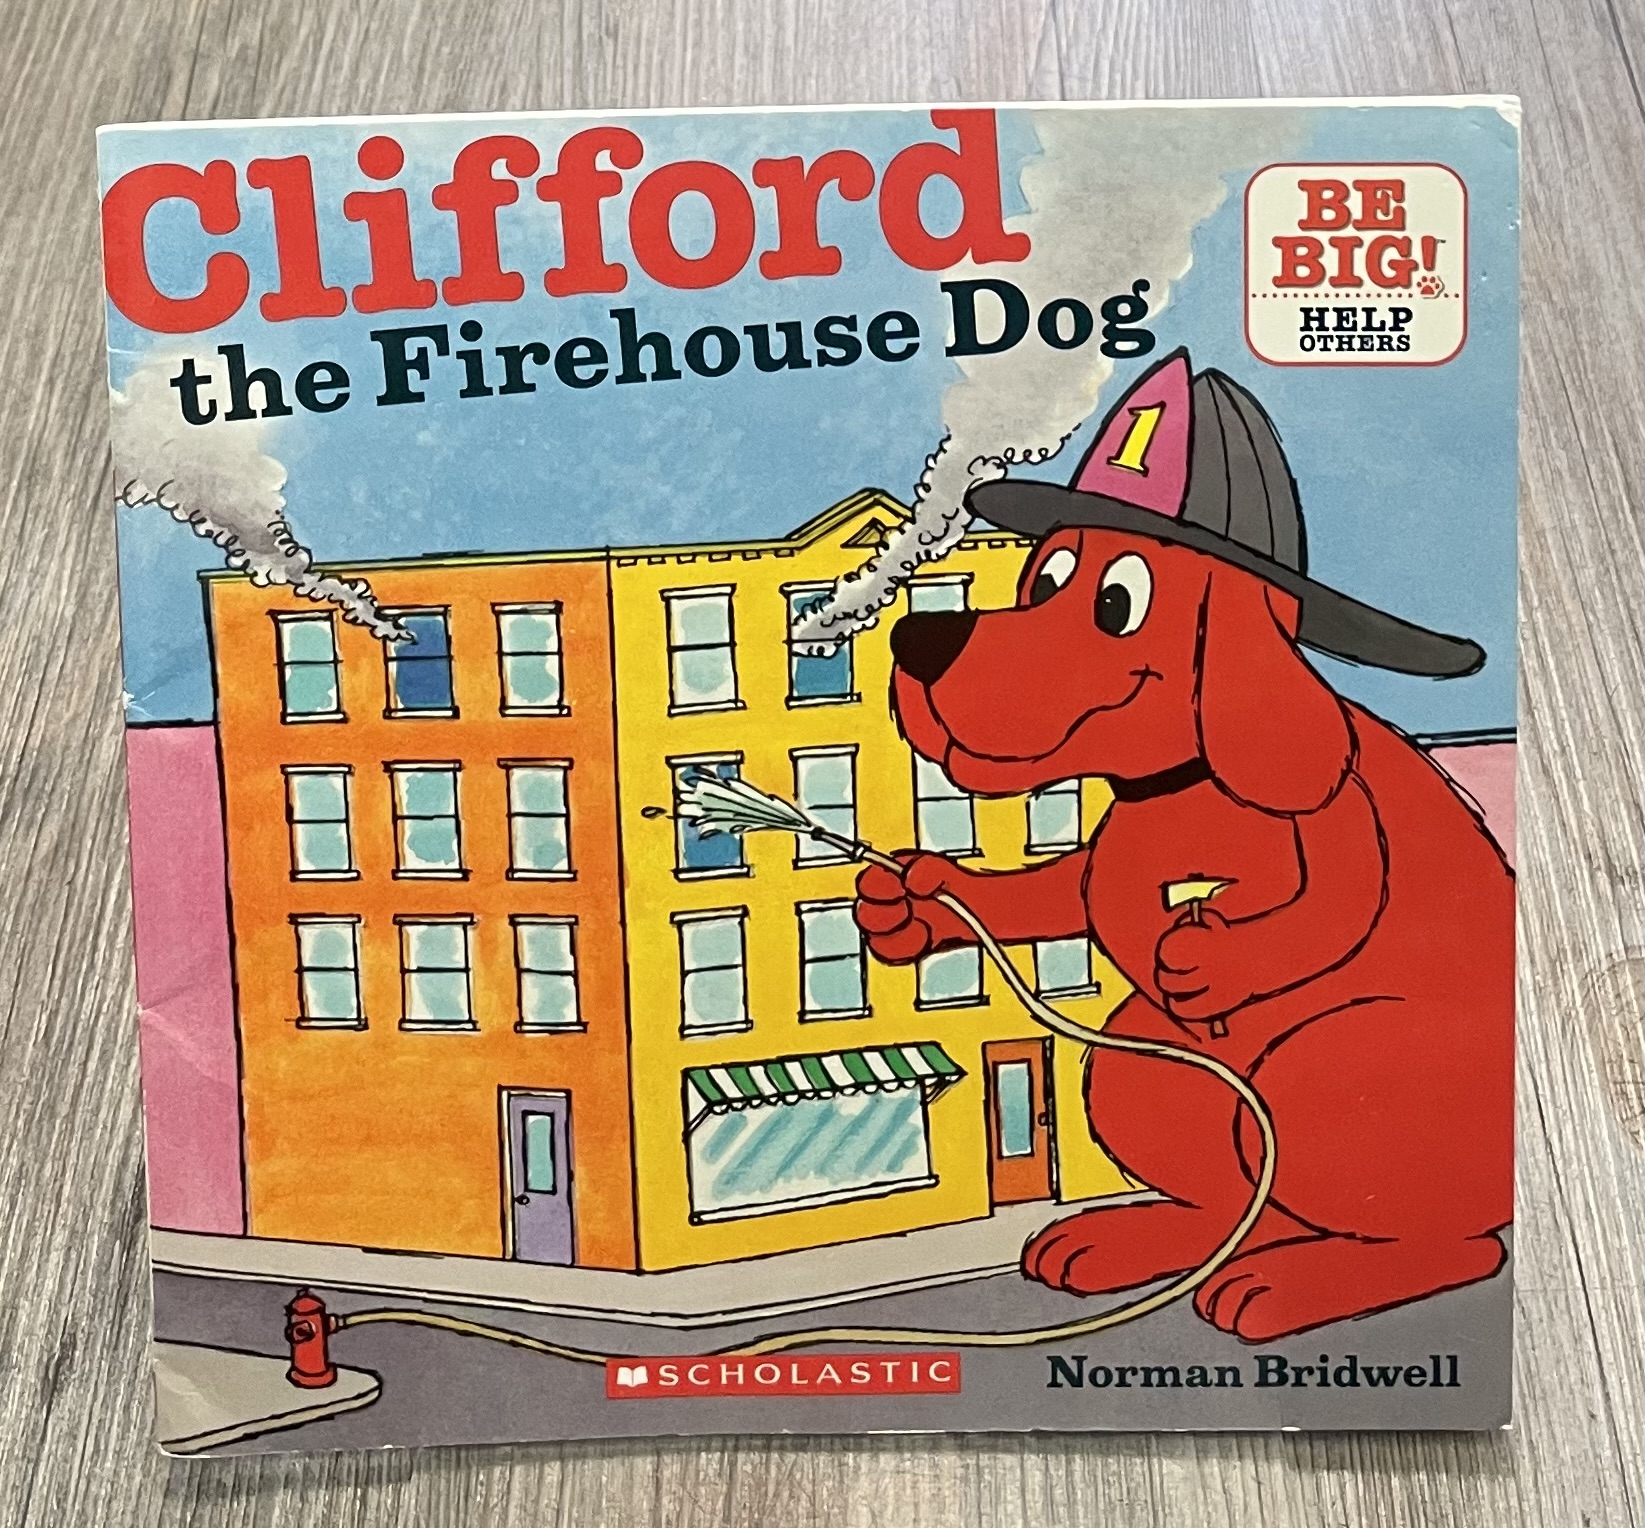 Clifford
the Firehouse Dog
BE
BIG!
HELP
OTHERS
1
SCHOLASTIC
Norman Bridwell